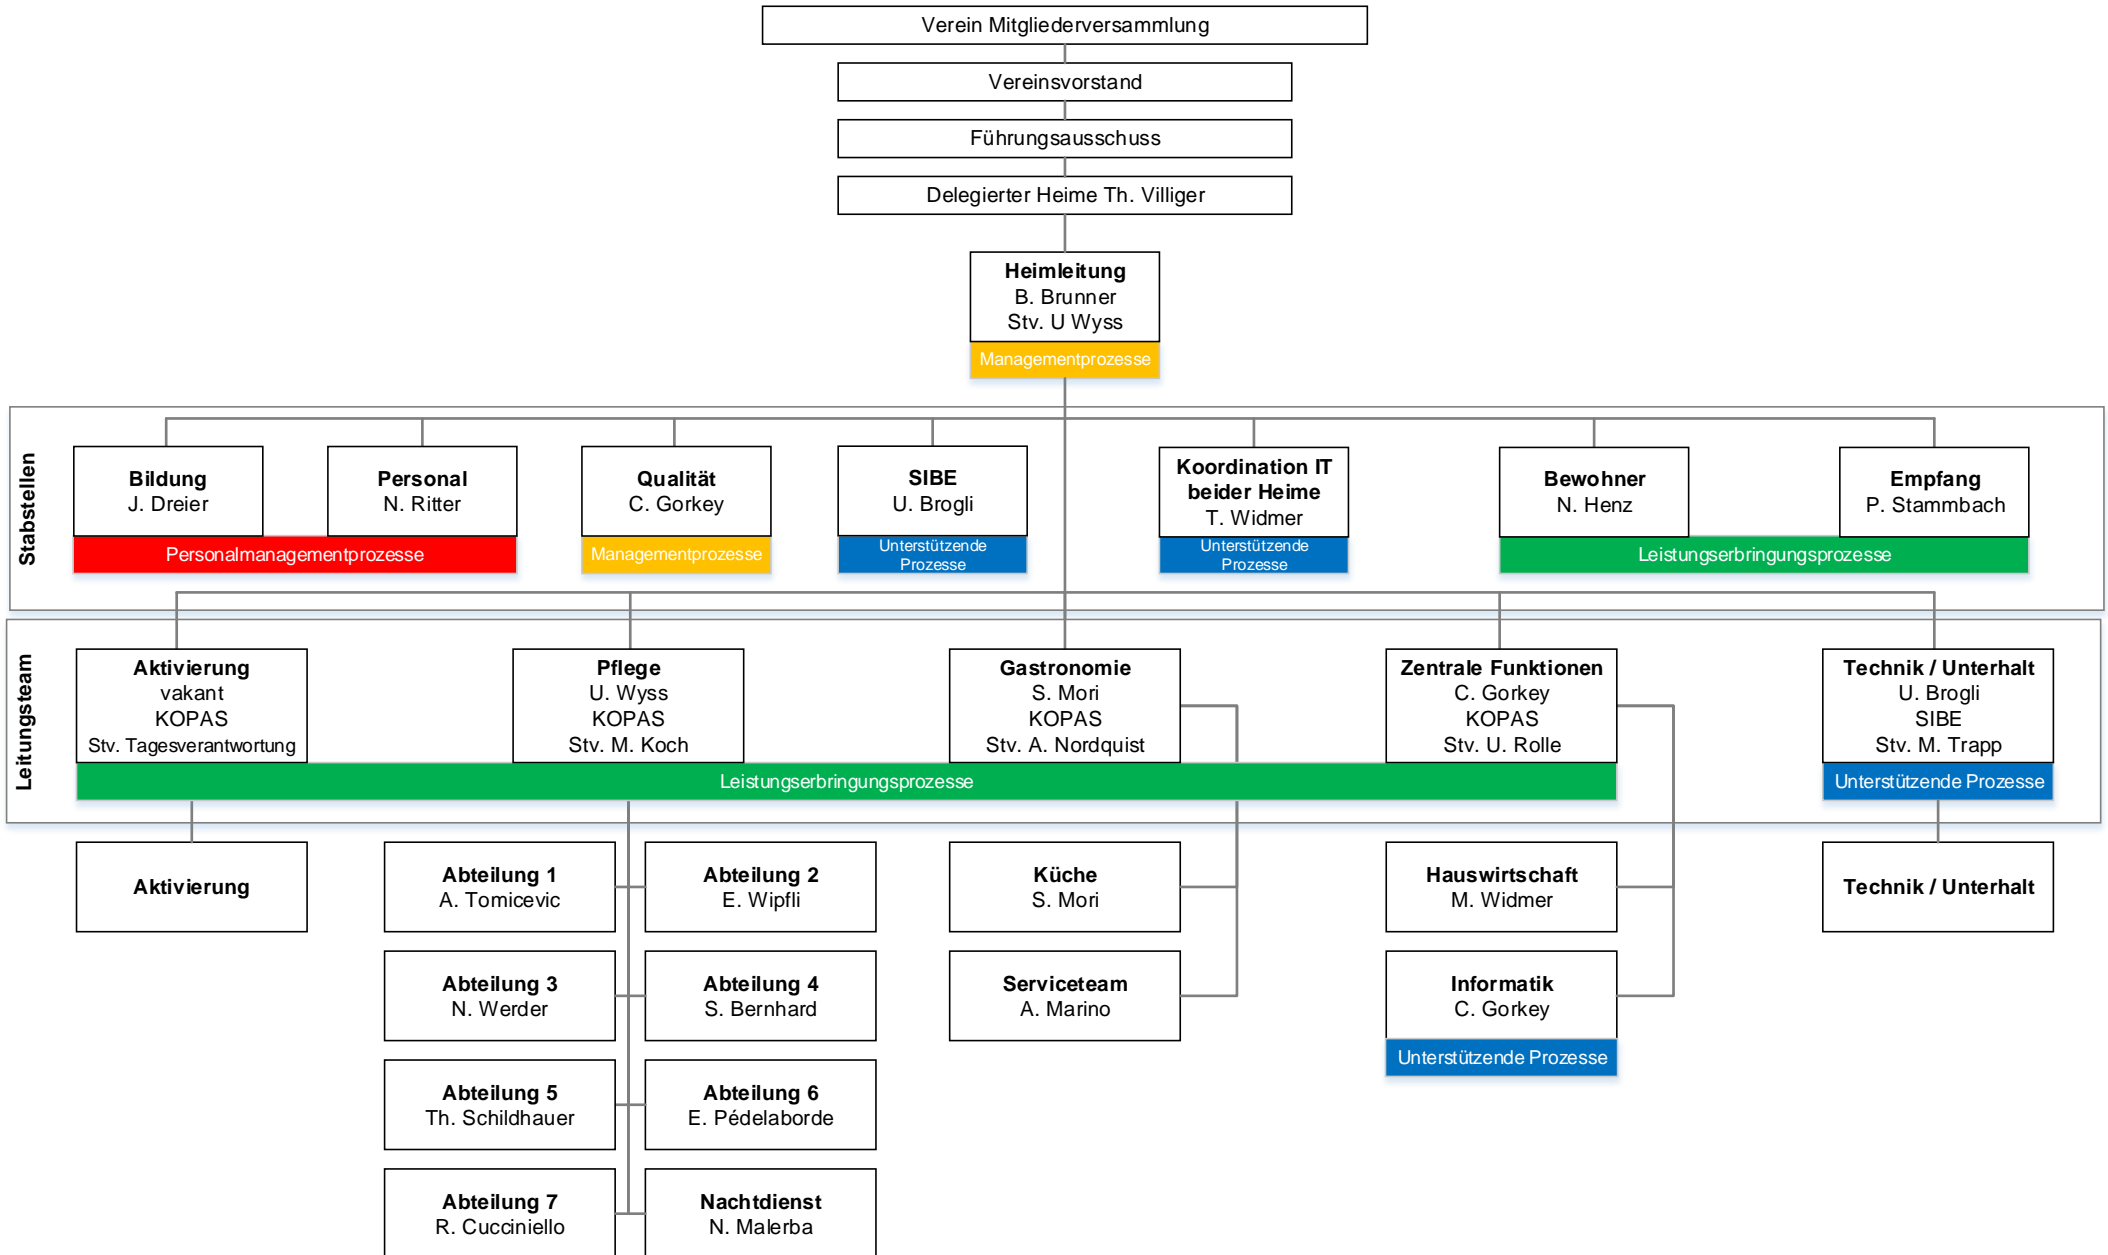 Verein Mitgliederversammlung
Vereinsvorstand
Führungsausschuss
Delegierter Heime Th. Villiger
Heimleitung
B. Brunner
Stv. U Wyss
Managementprozesse
Stabstellen
Bildung
J. Dreier
Personal
N. Ritter
Personalmanagementprozesse
Qualität
C. Gorkey
Managementprozesse
SIBE
U. Brogli
Unterstützende
Prozesse
Koordination IT
beider Heime
T. Widmer
Unterstützende
Prozesse
Bewohner
N. Henz
Empfang
P. Stammbach
Leistungserbringungsprozesse
Leitungsteam
Aktivierung
vakant
KOPAS
Stv. Tagesverantwortung
Pflege
U. Wyss
KOPAS
Stv. M. Koch
Gastronomie
S. Mori
KOPAS
Stv. A. Nordquist
Zentrale Funktionen
C. Gorkey
KOPAS
Stv. U. Rolle
Leistungserbringungsprozesse
Technik / Unterhalt
U. Brogli
SIBE
Stv. M. Trapp
Unterstützende Prozesse
Aktivierung
Abteilung 1
A. Tomicevic
Abteilung 2
E. Wipfli
Küche
S. Mori
Hauswirtschaft
M. Widmer
Technik / Unterhalt
Abteilung 3
N. Werder
Abteilung 4
S. Bernhard
Serviceteam
A. Marino
Informatik
C. Gorkey
Unterstützende Prozesse
Abteilung 5
Th. Schildhauer
Abteilung 6
E. Pédelaborde
Abteilung 7
R. Cucciniello
Nachtdienst
N. Malerba